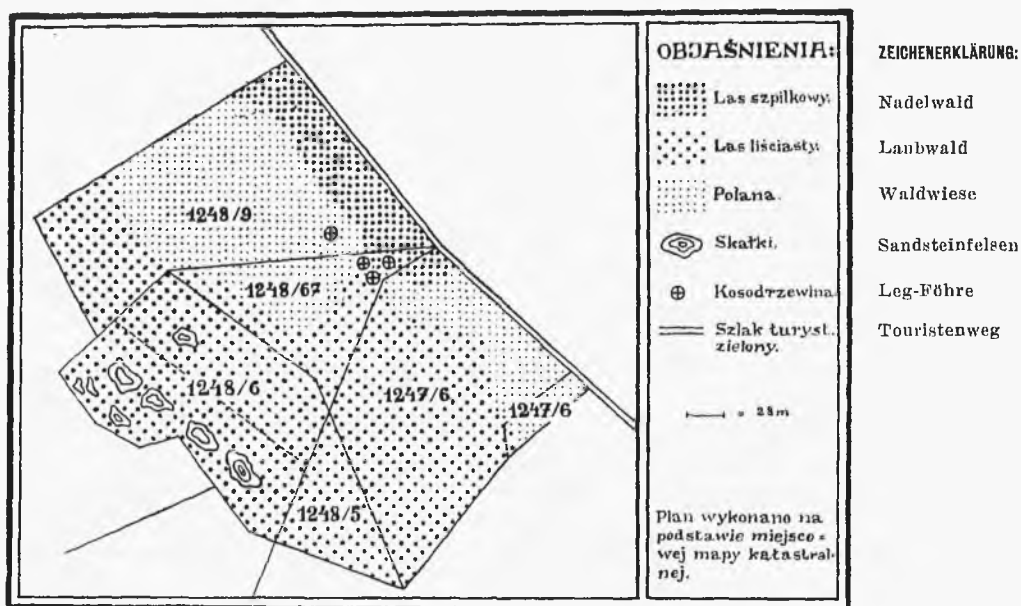 OBJAŚNIENIA:
Las szpilkowy.
Las liściasty.
Polana.
Skałki.
Kosodrzewina.
Szlak turyst.
zielony.
= 28m
Plan wykonano na
podstawie miejsco=
wej mapy katastral=
nej.
ZEICHENERKLÄRUNG:
Nadelwald
Laubwald
Waldwiese
Sandsteinfelsen
Leg-Föhre
Touristenweg
1248/9
1248/67
1248/6
1247/6
1247/6
1248/5